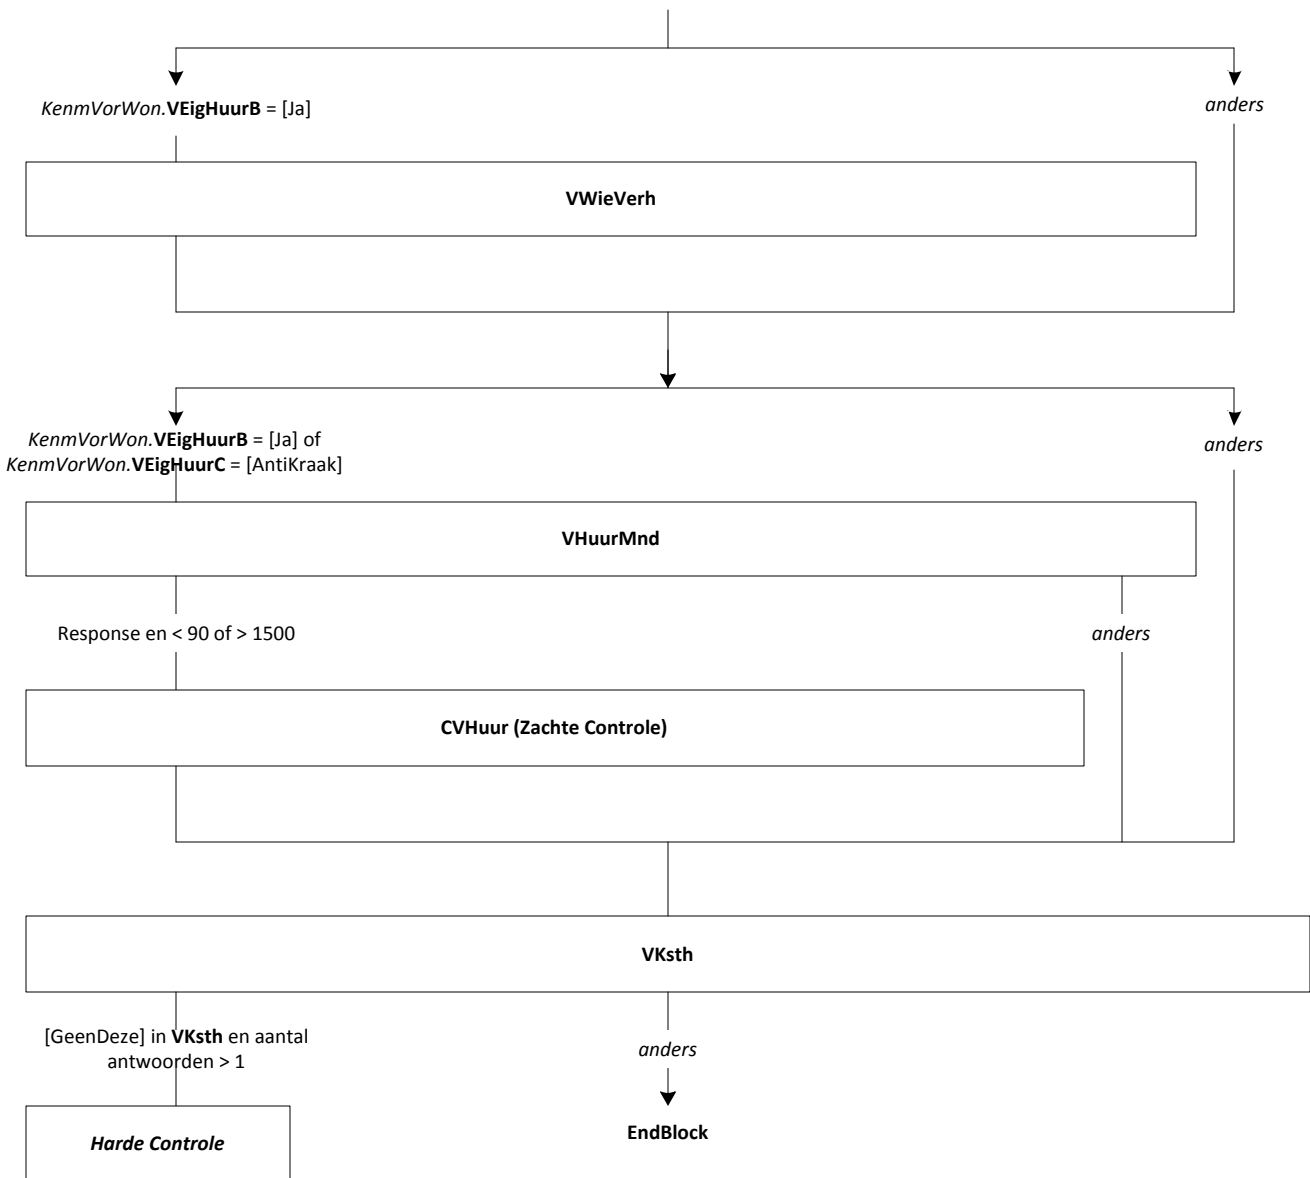 KenmVorWon.VEigHuurB = [Ja]
anders
VWieVerh
KenmVorWon.VEigHuurB = [Ja] of
KenmVorWon.VEigHuurC = [AntiKraak]
anders
VHuurMnd
Response en < 90 of > 1500
anders
CVHuur (Zachte Controle)
VKsth
[GeenDeze] in VKsth en aantal
antwoorden > 1
anders
Harde Controle
EndBlock